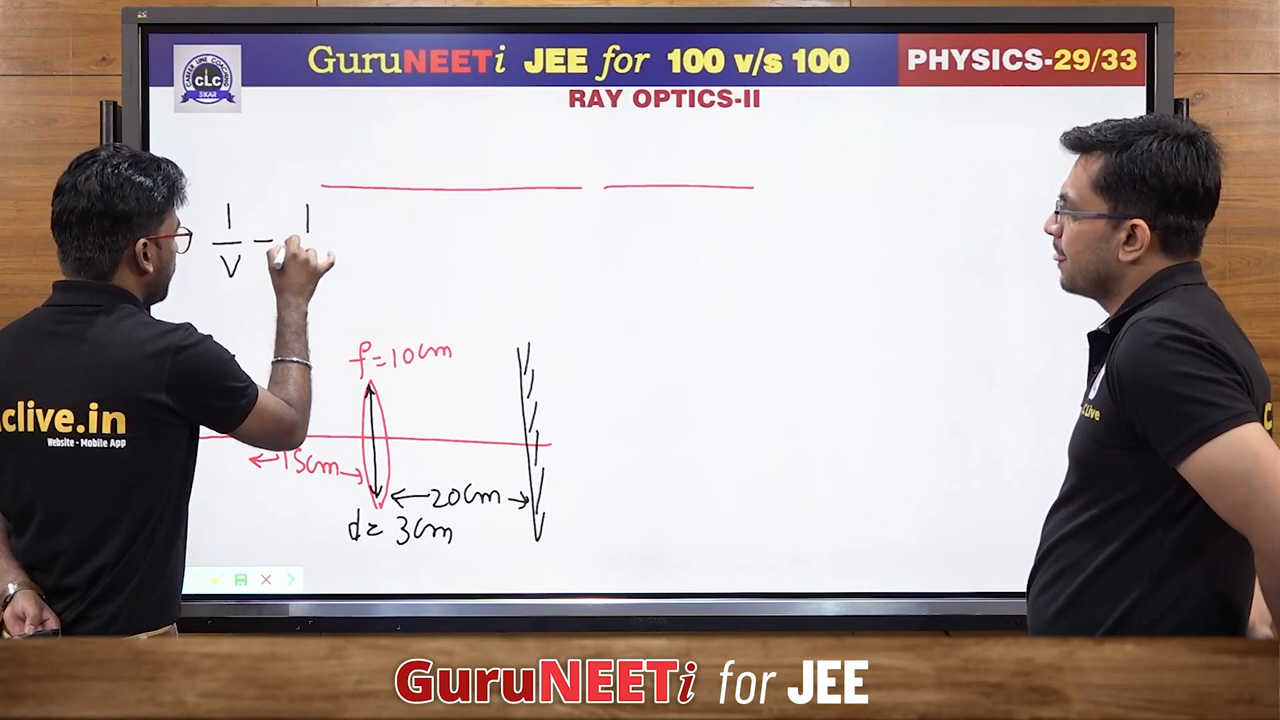 GuruNEETi JEE for 100 v/s 100
PHYSICS-29/33
CLC
SIKAR
RAY OPTICS-II
1/v - 1
f=10cm
15cm
20cm
d= 3cm
clive.in
Website • Mobile App
CLive
GuruNEETi for JEE